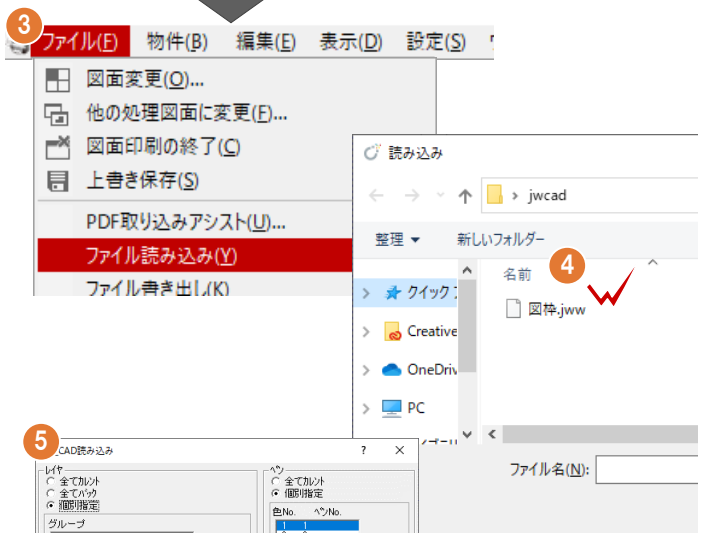 3
ファイル(F) 物件(B) 編集(E) 表示(D) 設定(S)
図面変更(O)...
他の処理図面に変更(F)...
図面印刷の終了(C)
上書き保存(S)
PDF取り込みアシスト(U)...
ファイル読み込み(Y)
ファイル書き出し(K)
読み込み
jwcad
整理 新しいフォルダー
4
名前
クイック
図枠.jww
Creative
OneDriv
PC
ファイル名(N):
5
CAD読み込み ? ×
レイヤ
全てカレント
全てバック
個別指定
グループ
ペン
全てカレント
個別指定
色No. ペンNo.
1 1